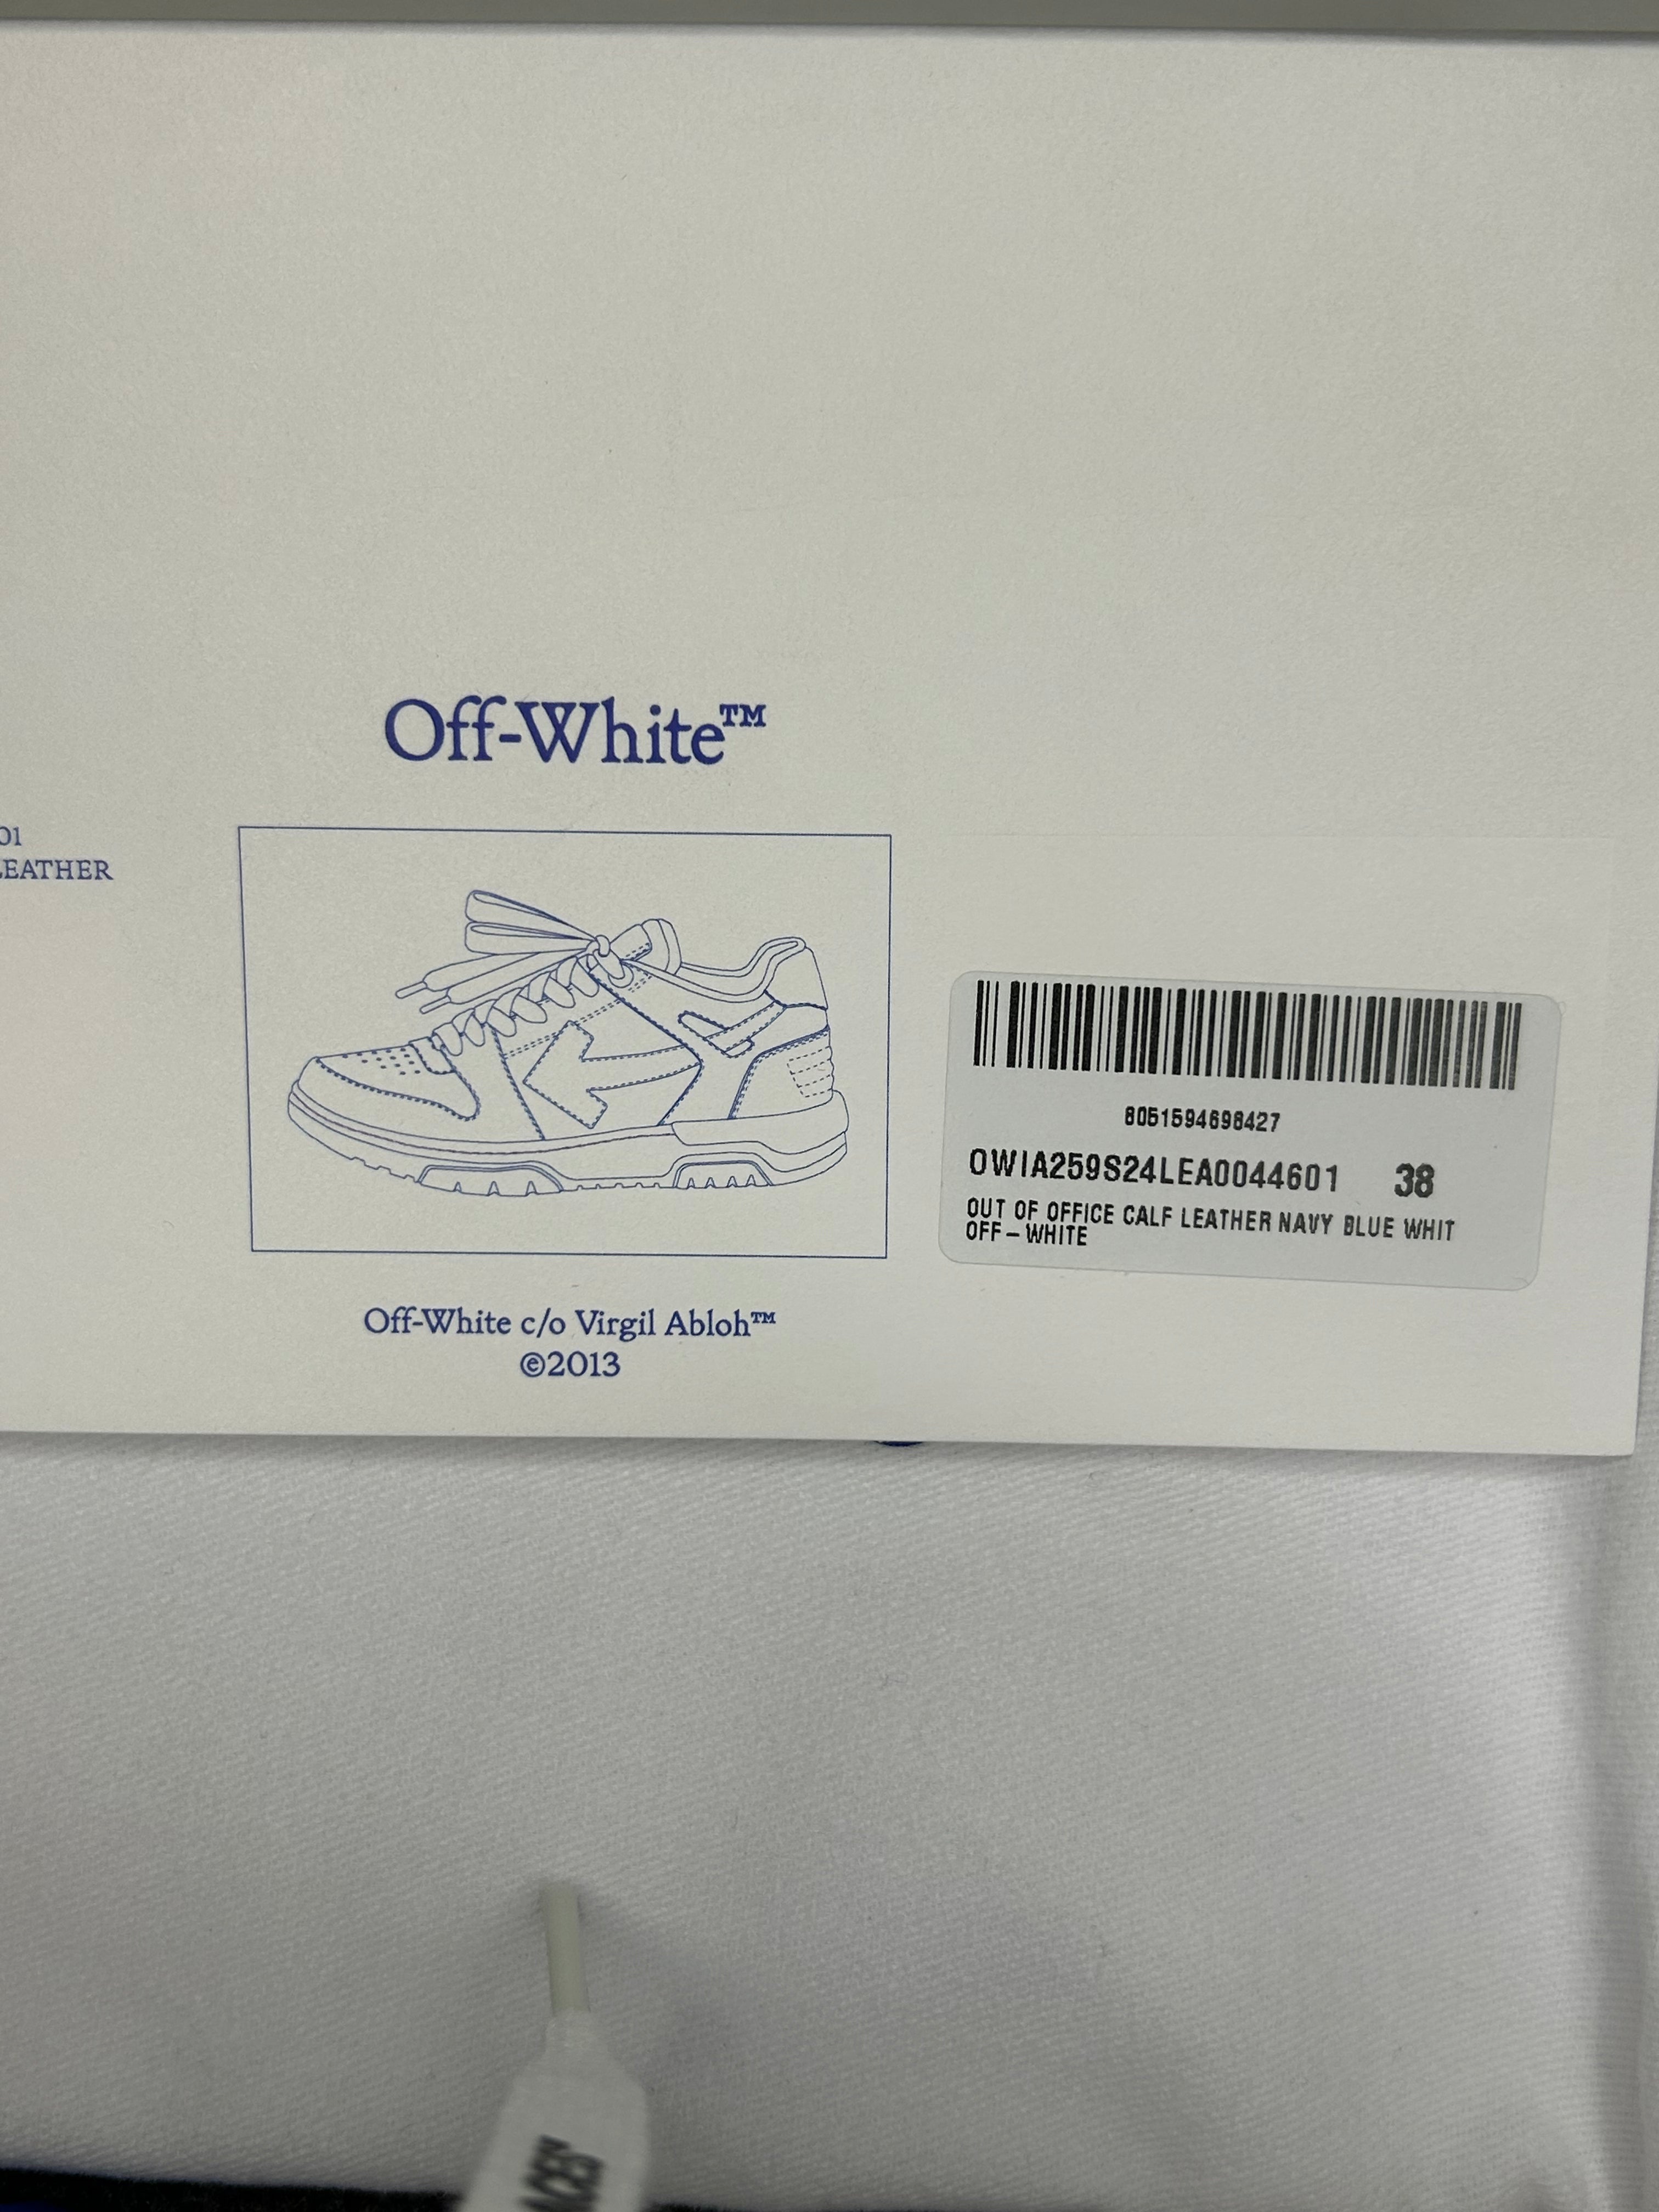 Off-White™
01
LEATHER
8051594698427
OWIA259S24LEA0044601 38
OUT OF OFFICE CALF LEATHER NAVY BLUE WHIT
OFF-WHITE
Off-White c/o Virgil Abloh™
©2013